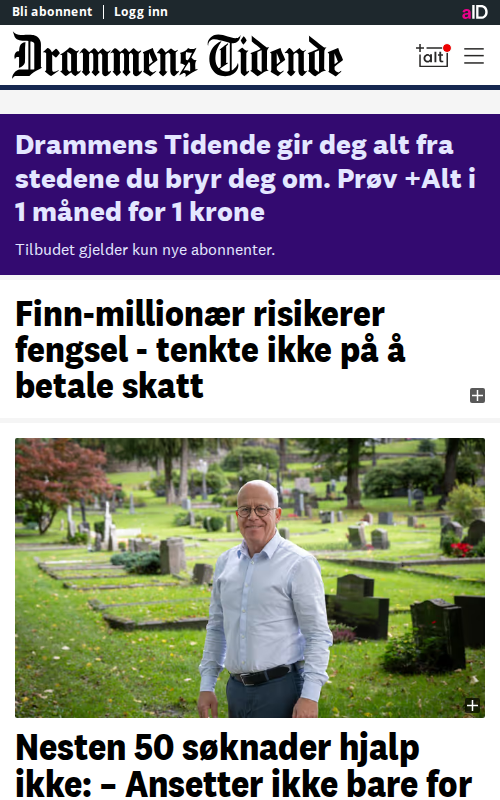 Bli abonnent | Logg inn
aID
Drammens Tidende
+alt
Drammens Tidende gir deg alt fra
stedene du bryr deg om. Prøv +Alt i
1 måned for 1 krone
Tilbudet gjelder kun nye abonnenter.
Finn-millionær risikerer
fengsel - tenkte ikke på å
betale skatt
Nesten 50 søknader hjalp
ikke: – Ansetter ikke bare for